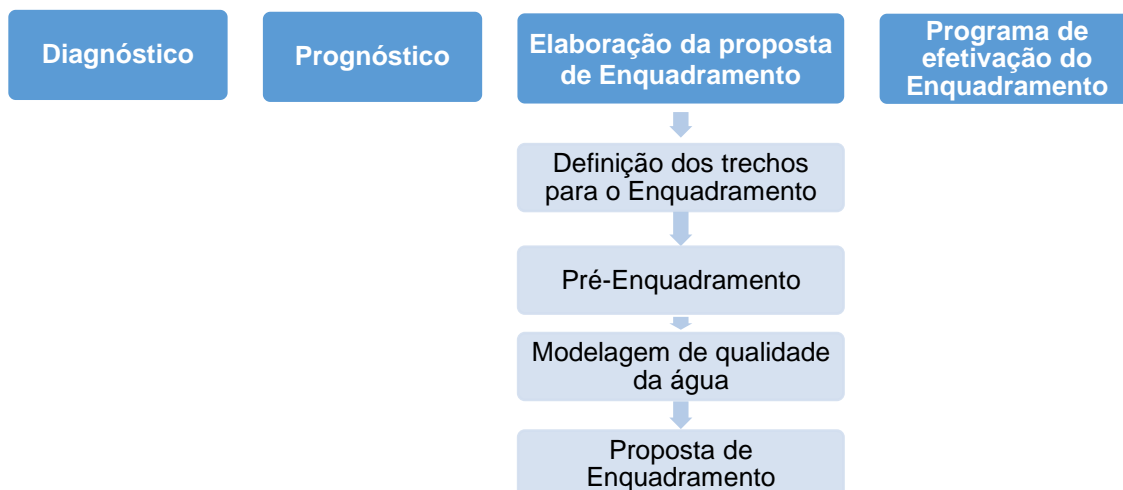 Diagnóstico
Prognóstico
Elaboração da proposta
de Enquadramento
Programa de
efetivação do
Enquadramento
Definição dos trechos
para o Enquadramento
Pré-Enquadramento
Modelagem de qualidade
da água
Proposta de
Enquadramento